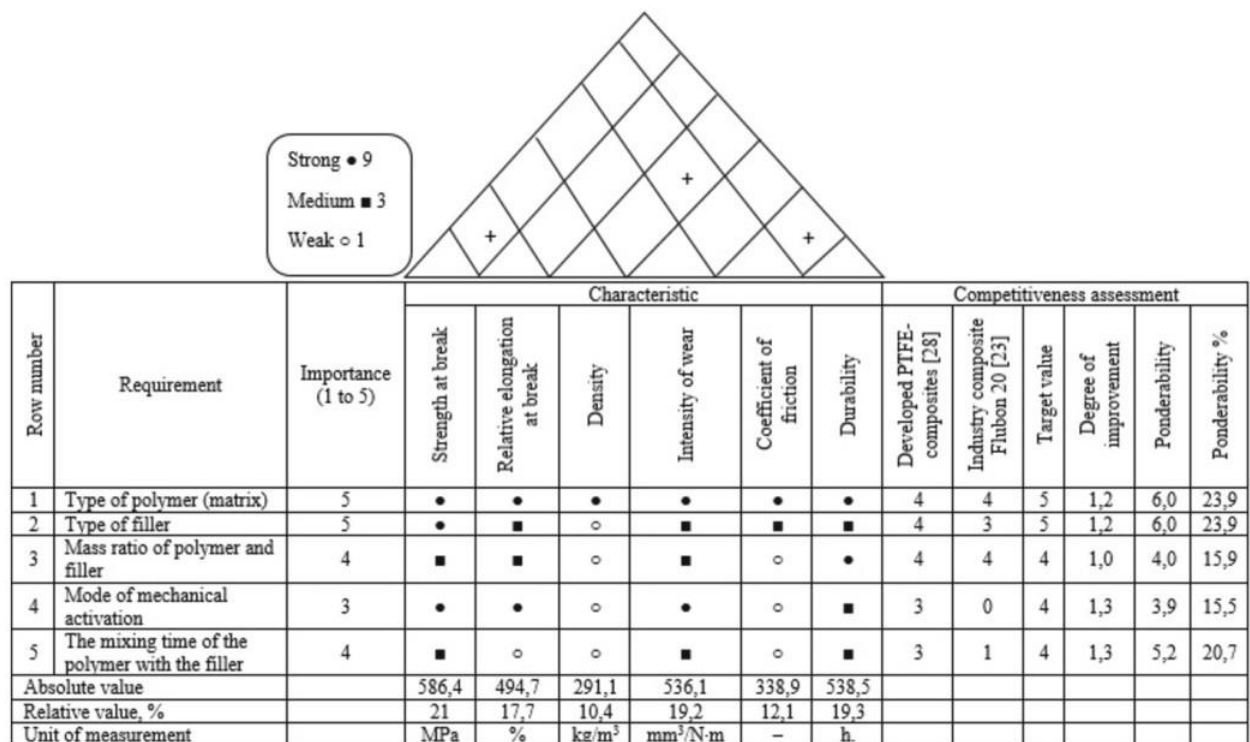 Strong ● 9
Medium ■ 3
Weak ○ 1
+
+
+
Row number
Requirement
Importance
(1 to 5)
Characteristic
Competitiveness assessment
Strength at break
Relative elongation
at break
Density
Intensity of wear
Coefficient of
friction
Durability
Developed PTFE-
composites [28]
Industry composite
Flubon 20 [23]
Target value
Degree of
improvement
Ponderability
Ponderability %
1 Type of polymer (matrix) 5 ● ● ● ● ● ● 4 4 5 1,2 6,0 23,9
2 Type of filler 5 ● ■ ○ ■ ■ ■ 4 3 5 1,2 6,0 23,9
3 Mass ratio of polymer and
filler 4 ■ ■ ○ ■ ○ ● 4 4 4 1,0 4,0 15,9
4 Mode of mechanical
activation 3 ● ● ○ ● ○ ■ 3 0 4 1,3 3,9 15,5
5 The mixing time of the
polymer with the filler 4 ■ ○ ○ ■ ○ ■ 3 1 4 1,3 5,2 20,7
Absolute value 586,4 494,7 291,1 536,1 338,9 538,5
Relative value, % 21 17,7 10,4 19,2 12,1 19,3
Unit of measurement MPa % kg/m³ mm³/N·m – h.